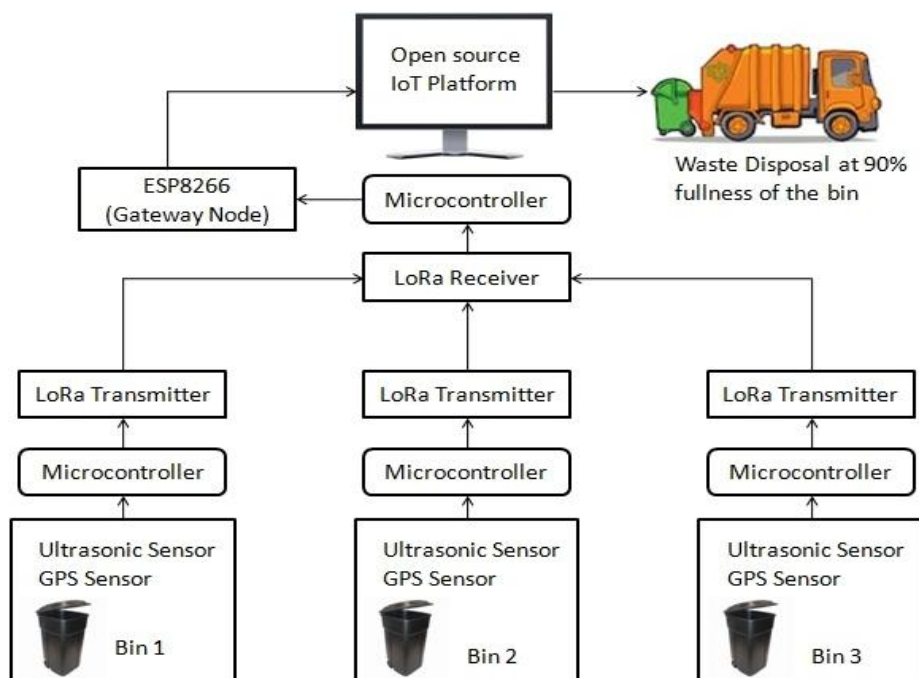 Open source
IoT Platform
Waste Disposal at 90%
fullness of the bin
ESP8266
(Gateway Node)
Microcontroller
LoRa Receiver
LoRa Transmitter
LoRa Transmitter
LoRa Transmitter
Microcontroller
Microcontroller
Microcontroller
Ultrasonic Sensor
GPS Sensor
Bin 1
Ultrasonic Sensor
GPS Sensor
Bin 2
Ultrasonic Sensor
GPS Sensor
Bin 3